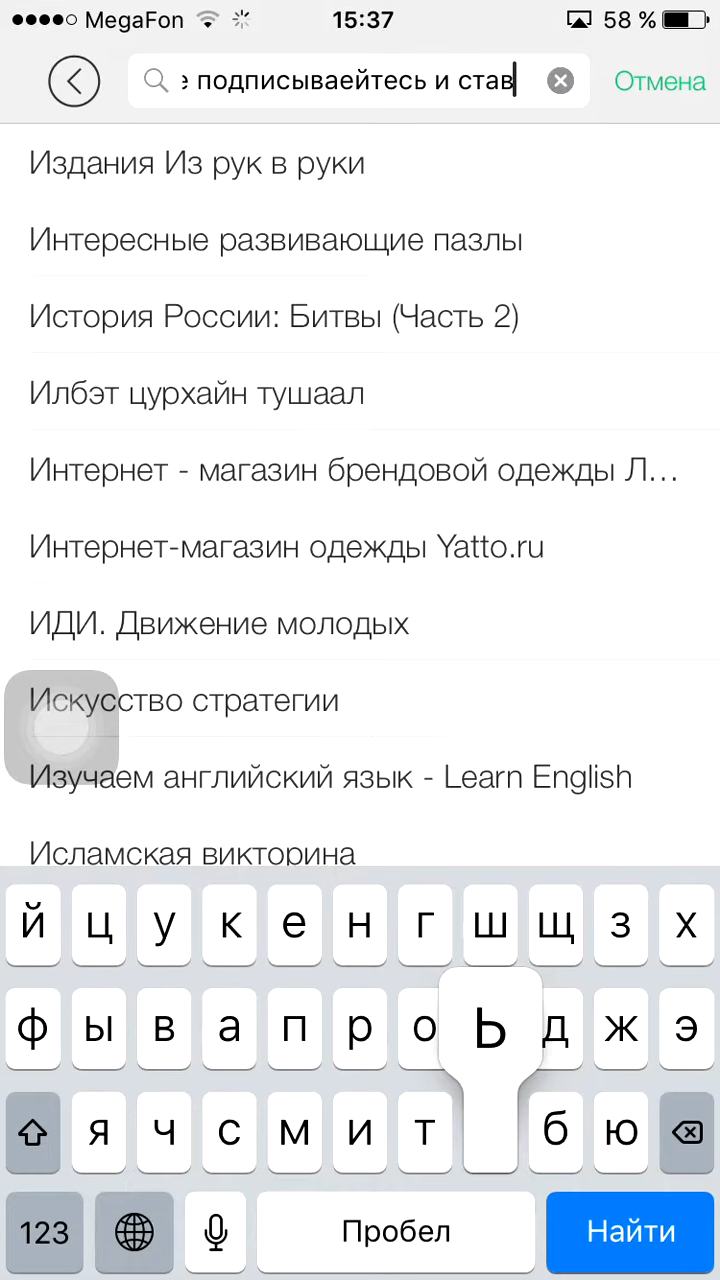 MegaFon 15:37 58 %
е подписываейтесь и став Отмена
Издания Из рук в руки
Интересные развивающие пазлы
История России: Битвы (Часть 2)
Илбэт цурхайн тушаал
Интернет - магазин брендовой одежды Л...
Интернет-магазин одежды Yatto.ru
ИДИ. Движение молодых
Искусство стратегии
Изучаем английский язык - Learn English
Исламская викторина
й ц у к е н г ш щ з х
ф ы в а п р о ь д ж э
я ч с м и т б ю
123 Пробел Найти